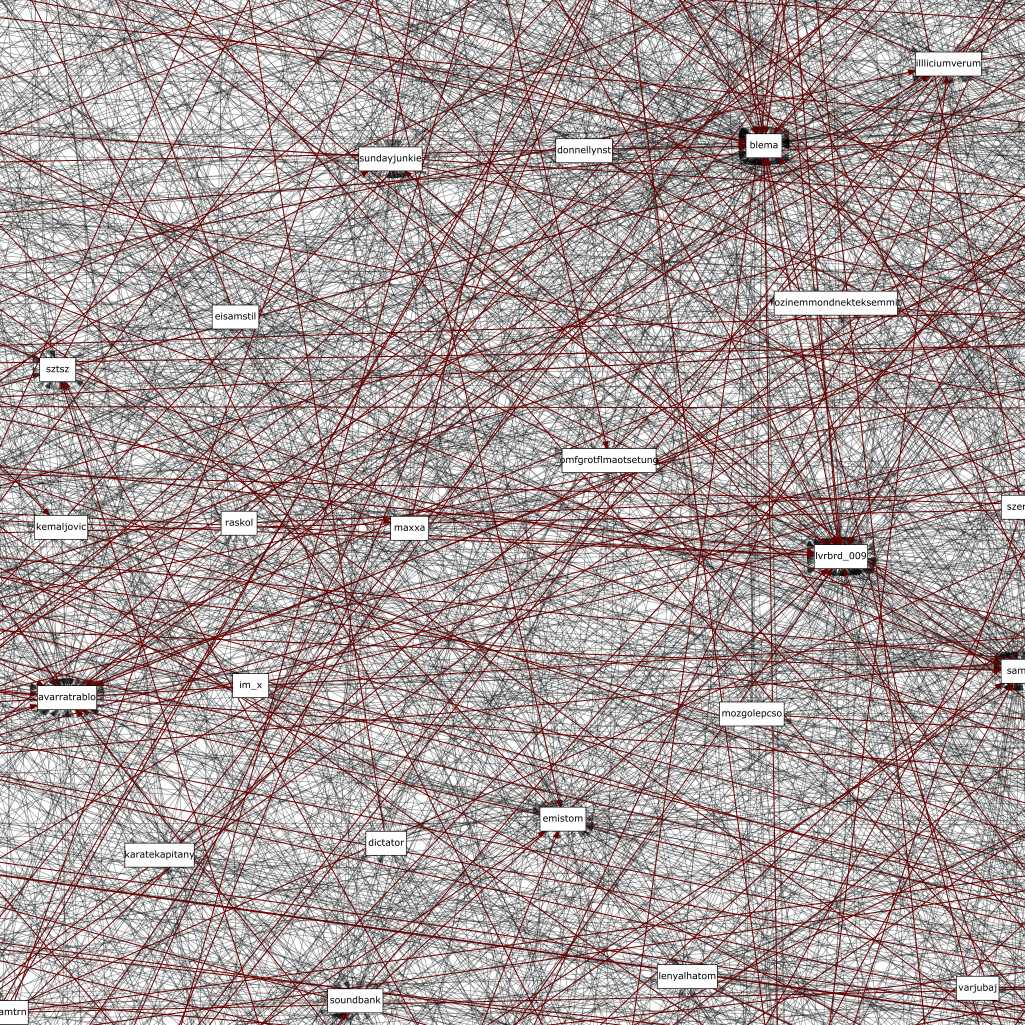 illiciumverum
blema
donnellynst
sundayjunkie
ozinemmondnekteksemmit
eisamstil
sztsz
omfgrotflmaotsetung
szer
raskol
kemaljovic
maxxa
lvrbrd_009
sam
im_x
avarratrablo
mozgolepcso
emistom
dictator
karatekapitany
lenyalhatom
varjubaj
soundbank
amtrn